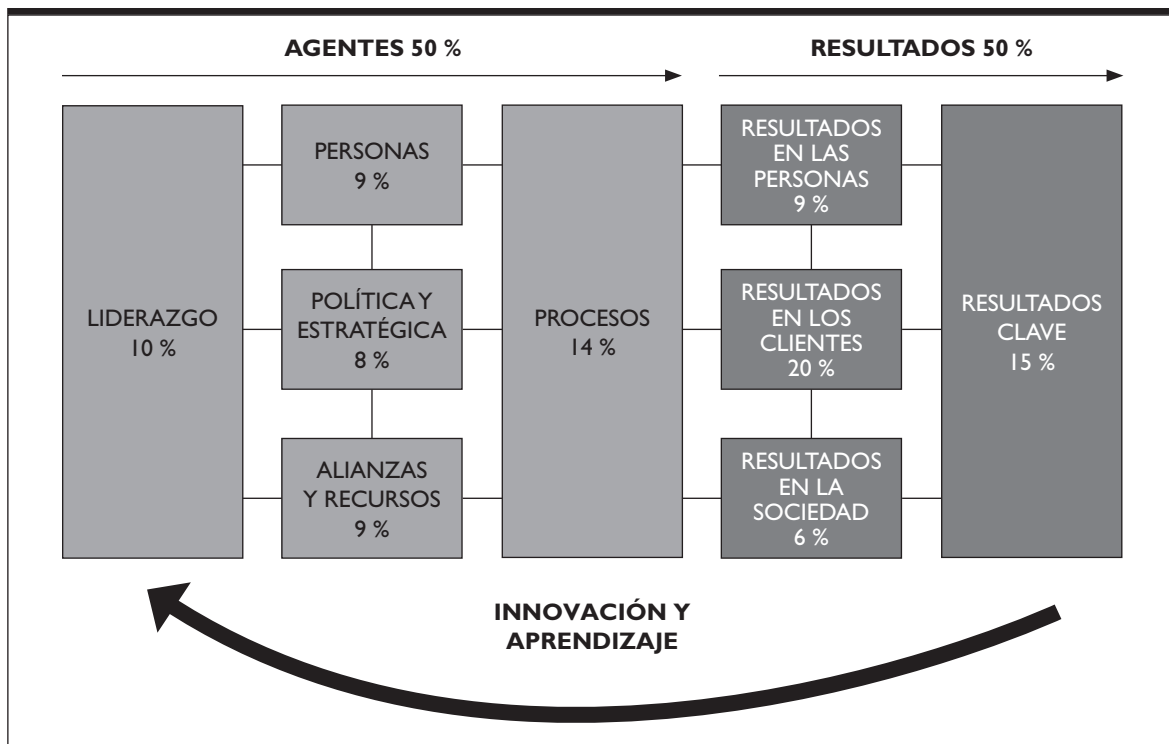 AGENTES 50 %
RESULTADOS 50 %
LIDERAZGO
10 %
PERSONAS
9 %
POLÍTICA Y
ESTRATÉGICA
8 %
ALIANZAS
Y RECURSOS
9 %
PROCESOS
14 %
RESULTADOS
EN LAS
PERSONAS
9 %
RESULTADOS
EN LOS
CLIENTES
20 %
RESULTADOS
EN LA
SOCIEDAD
6 %
RESULTADOS
CLAVE
15 %
INNOVACIÓN Y
APRENDIZAJE